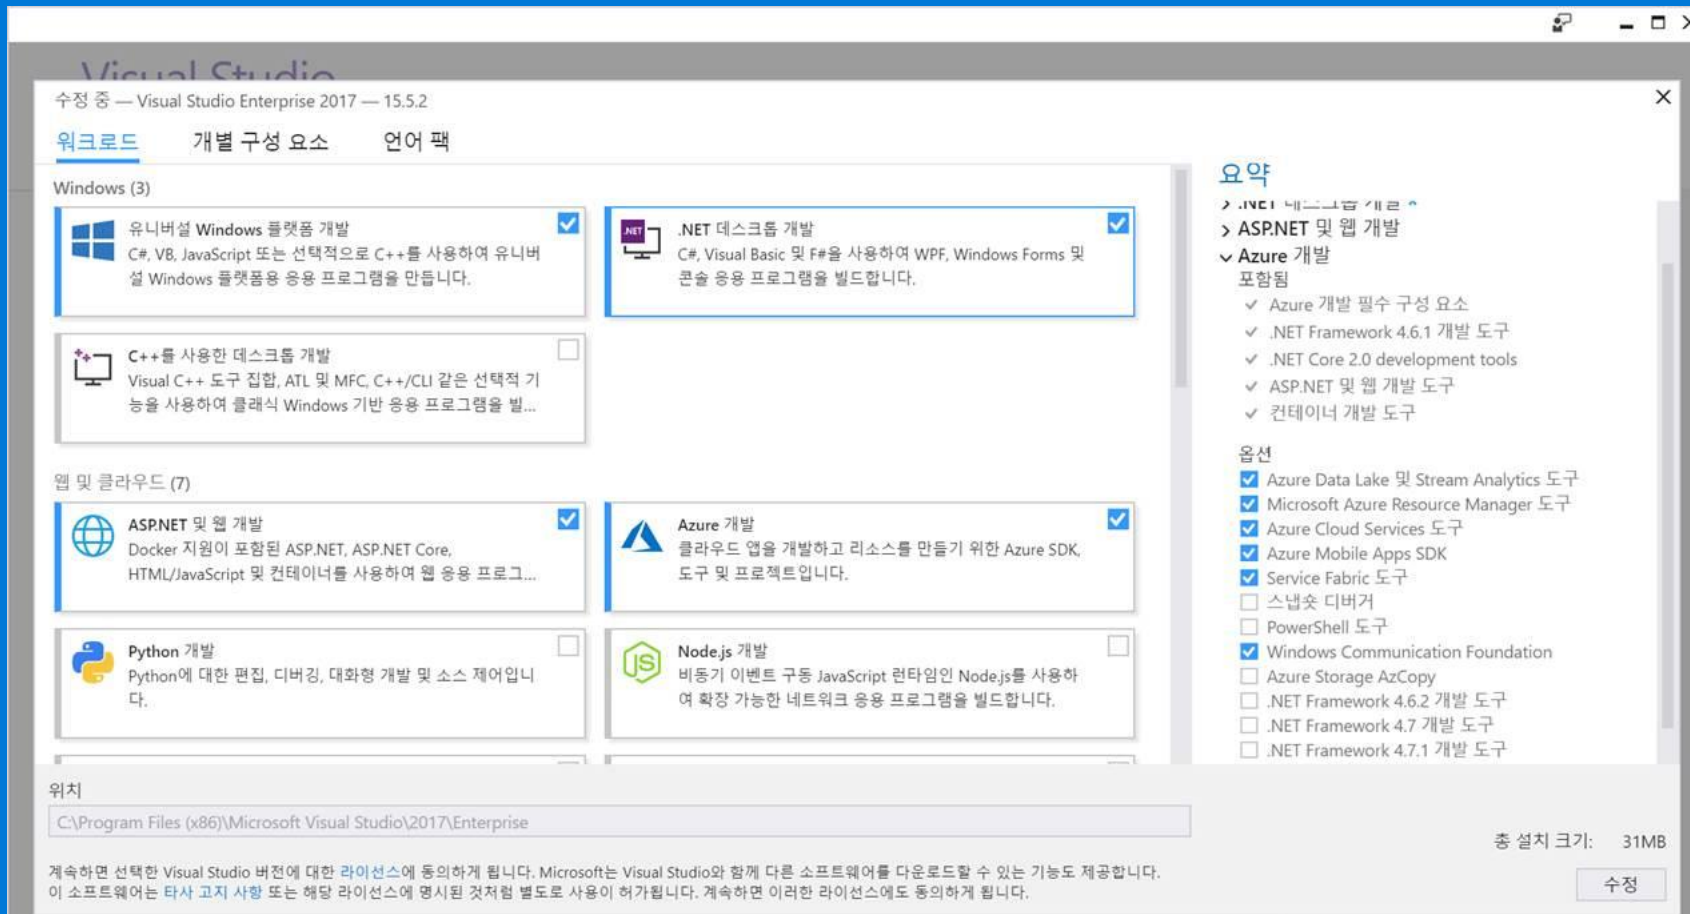 Visual Studio
수정 중 — Visual Studio Enterprise 2017 — 15.5.2
워크로드
개별 구성 요소
언어 팩
Windows (3)
유니버설 Windows 플랫폼 개발
C#, VB, JavaScript 또는 선택적으로 C++를 사용하여 유니버
설 Windows 플랫폼용 응용 프로그램을 만듭니다.
.NET
.NET 데스크톱 개발
C#, Visual Basic 및 F#을 사용하여 WPF, Windows Forms 및
콘솔 응용 프로그램을 빌드합니다.
C++를 사용한 데스크톱 개발
Visual C++ 도구 집합, ATL 및 MFC, C++/CLI 같은 선택적 기
능을 사용하여 클래식 Windows 기반 응용 프로그램을 빌...
웹 및 클라우드 (7)
ASP.NET 및 웹 개발
Docker 지원이 포함된 ASP.NET, ASP.NET Core,
HTML/JavaScript 및 컨테이너를 사용하여 웹 응용 프로그...
Azure 개발
클라우드 앱을 개발하고 리소스를 만들기 위한 Azure SDK,
도구 및 프로젝트입니다.
Python 개발
Python에 대한 편집, 디버깅, 대화형 개발 및 소스 제어입니
다.
JS
Node.js 개발
비동기 이벤트 구동 JavaScript 런타임인 Node.js를 사용하
여 확장 가능한 네트워크 응용 프로그램을 빌드합니다.
요약
.NET 데스크톱 개발 *
ASP.NET 및 웹 개발
Azure 개발
포함됨
Azure 개발 필수 구성 요소
.NET Framework 4.6.1 개발 도구
.NET Core 2.0 development tools
ASP.NET 및 웹 개발 도구
컨테이너 개발 도구
옵션
Azure Data Lake 및 Stream Analytics 도구
Microsoft Azure Resource Manager 도구
Azure Cloud Services 도구
Azure Mobile Apps SDK
Service Fabric 도구
스냅숏 디버거
PowerShell 도구
Windows Communication Foundation
Azure Storage AzCopy
.NET Framework 4.6.2 개발 도구
.NET Framework 4.7 개발 도구
.NET Framework 4.7.1 개발 도구
위치
C:\Program Files (x86)\Microsoft Visual Studio\2017\Enterprise
총 설치 크기: 31MB
계속하면 선택한 Visual Studio 버전에 대한 라이선스에 동의하게 됩니다. Microsoft는 Visual Studio와 함께 다른 소프트웨어를 다운로드할 수 있는 기능도 제공합니다.
이 소프트웨어는 타사 고지 사항 또는 해당 라이선스에 명시된 것처럼 별도로 사용이 허가됩니다. 계속하면 이러한 라이선스에도 동의하게 됩니다.
수정